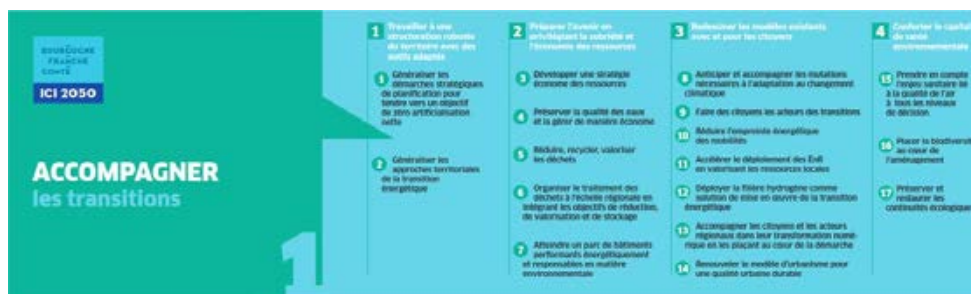 BOURGOGNE
FRANCHE
COMTÉ
ICI 2050
ACCOMPAGNER
les transitions
1
1 Travailler à une
structuration robuste
du territoire avec des
outils adaptés
1 Généraliser les
démarches stratégiques
de planification pour
tendre vers un objectif
de zéro artificialisation
nette
2 Généraliser les
approches territoriales
de la transition
énergétique
2 Préparer l'avenir en
privilégiant la sobriété et
l'économie des ressources
3 Développer une stratégie
économe des ressources
4 Préserver la qualité des eaux
et la gérer de manière économe
5 Réduire, recycler, valoriser
les déchets
6 Organiser le traitement des
déchets à l'échelle régionale en
intégrant les objectifs de réduction,
de valorisation et de stockage
7 Atteindre un parc de bâtiments
performants énergétiquement
et responsables en matière
environnementale
3 Redessiner les modèles existants
avec et pour les citoyens
8 Anticiper et accompagner les mutations
nécessaires à l'adaptation au changement
climatique
9 Faire des citoyens les acteurs des transitions
10 Réduire l'empreinte énergétique
des mobilités
11 Accélérer le déploiement des EnR
en valorisant les ressources locales
12 Déployer la filière hydrogène comme
solution de mise en œuvre de la transition
énergétique
13 Accompagner les citoyens et les acteurs
régionaux dans leur transformation numé-
rique en les plaçant au cœur de la démarche
14 Renouveler le modèle d'urbanisme pour
une qualité urbaine durable
4 Conforter le capital
de santé
environnementale
15 Prendre en compte
l'enjeu sanitaire lié
à la qualité de l'air
à tous les niveaux
de décision
16 Placer la biodiversité
au cœur de
l'aménagement
17 Préserver et
restaurer les
continuités écologiques